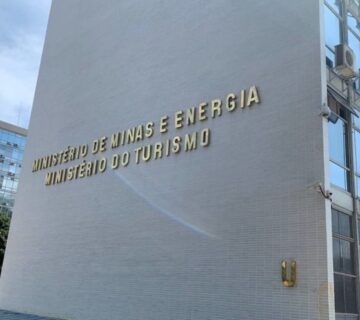 MINISTÉRIO DE MINAS E ENERGIA
MINISTÉRIO DO TURISMO
U